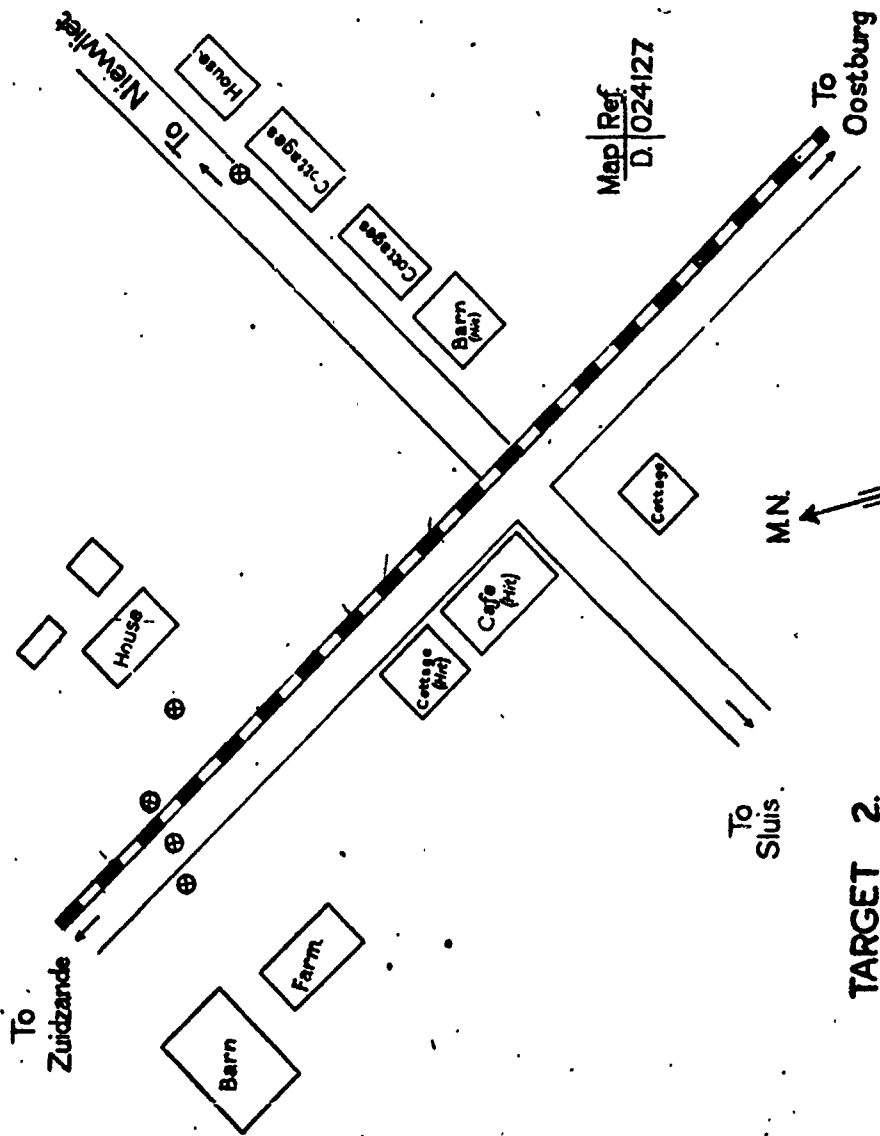 To
Nieuwvliet
House
Cottages
Cottages
Barn
(Hit)
Map Ref.
D. 024127
To
Oostburg
House
Cottage
(Hit)
Cafe
(Hit)
Cottage
M.N.
To
Zuidzande
Barn
Farm
To
Sluis.
TARGET 2.